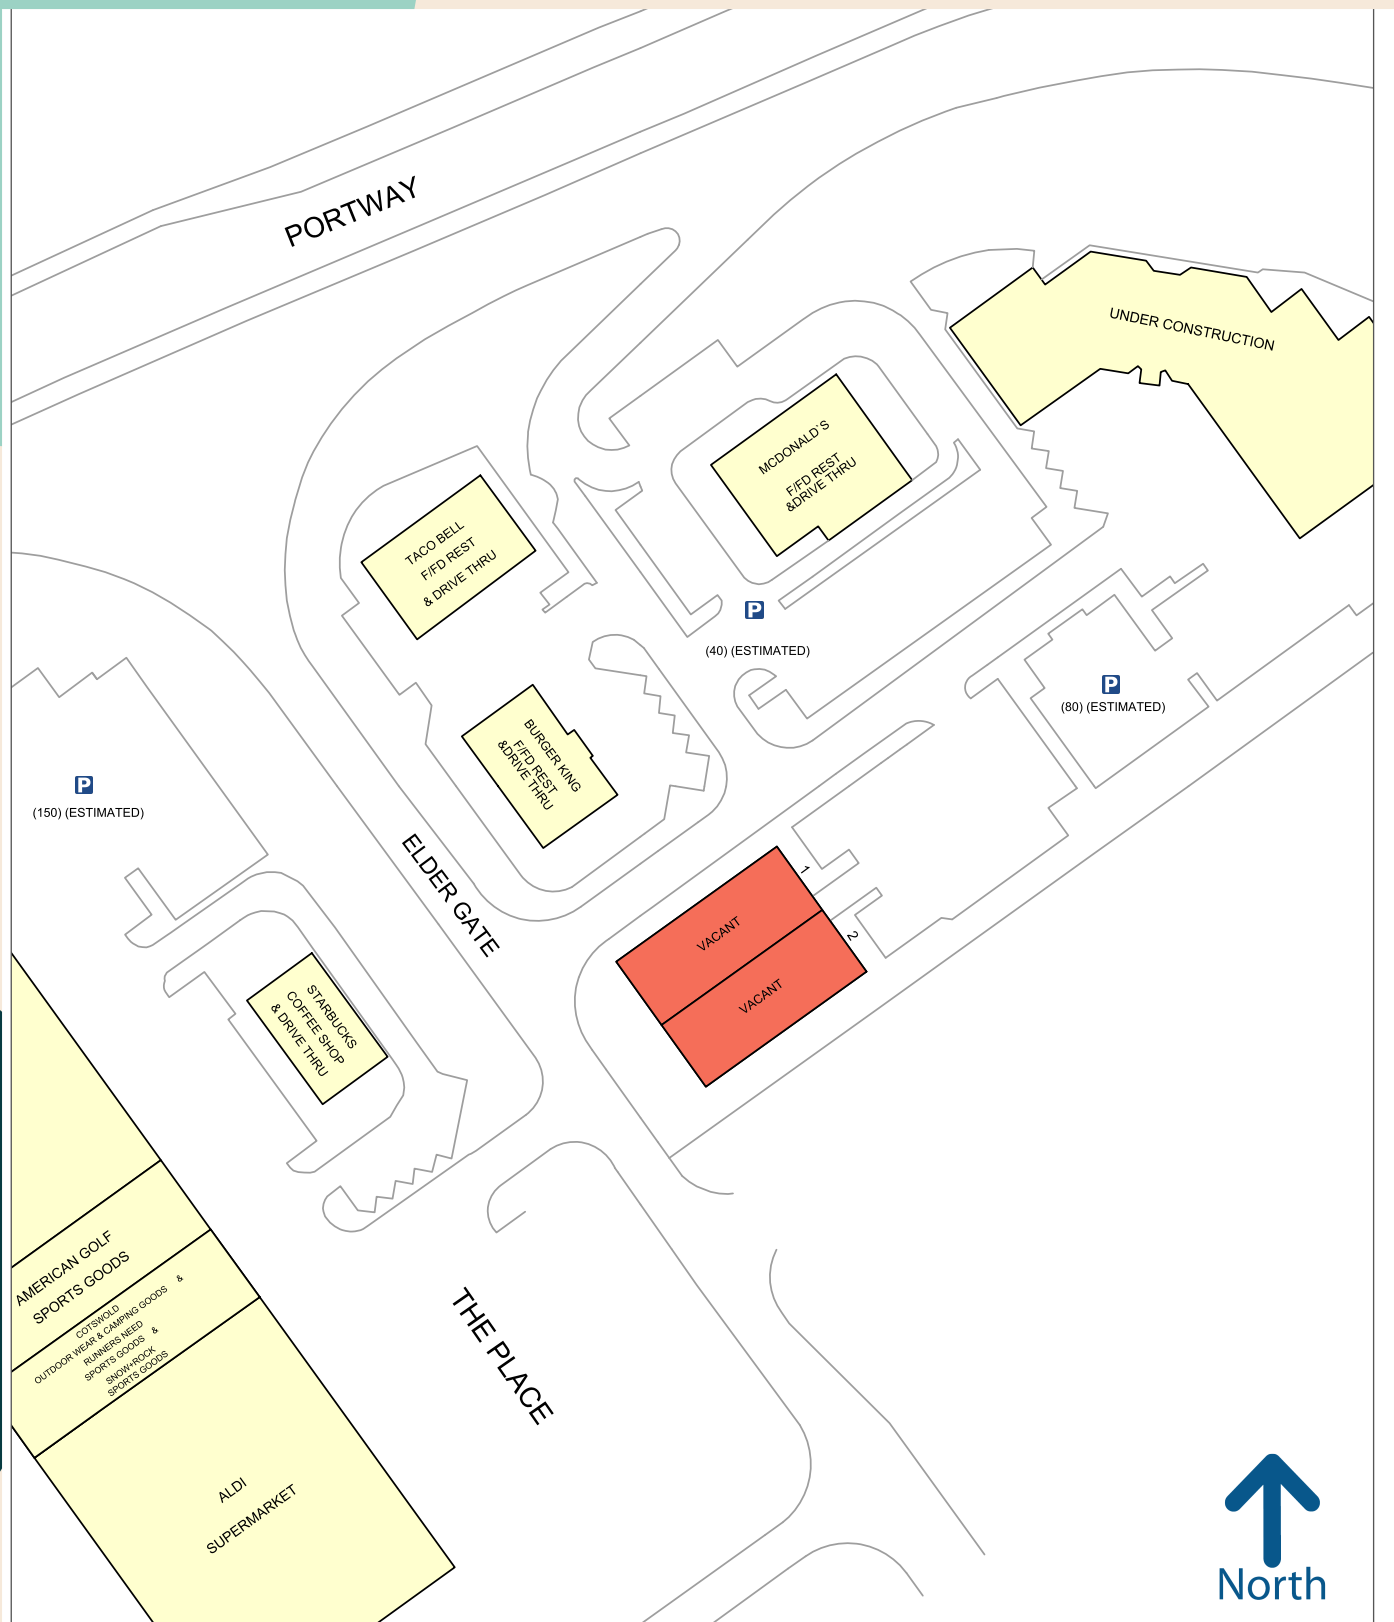 PORTWAY
UNDER CONSTRUCTION
MCDONALD'S
F/FD REST
&DRIVE THRU
TACO BELL
F/FD REST
& DRIVE THRU
P
(40) (ESTIMATED)
P
(80) (ESTIMATED)
BURGER KING
F/FD REST
&DRIVE THRU
P
(150) (ESTIMATED)
ELDER GATE
1
VACANT
2
VACANT
STARBUCKS
COFFEE SHOP
& DRIVE THRU
AMERICAN GOLF
SPORTS GOODS
COTSWOLD
OUTDOOR WEAR & CAMPING GOODS &
RUNNERS NEED
SPORTS GOODS &
SNOW+ROCK
SPORTS GOODS
THE PLACE
ALDI
SUPERMARKET
North